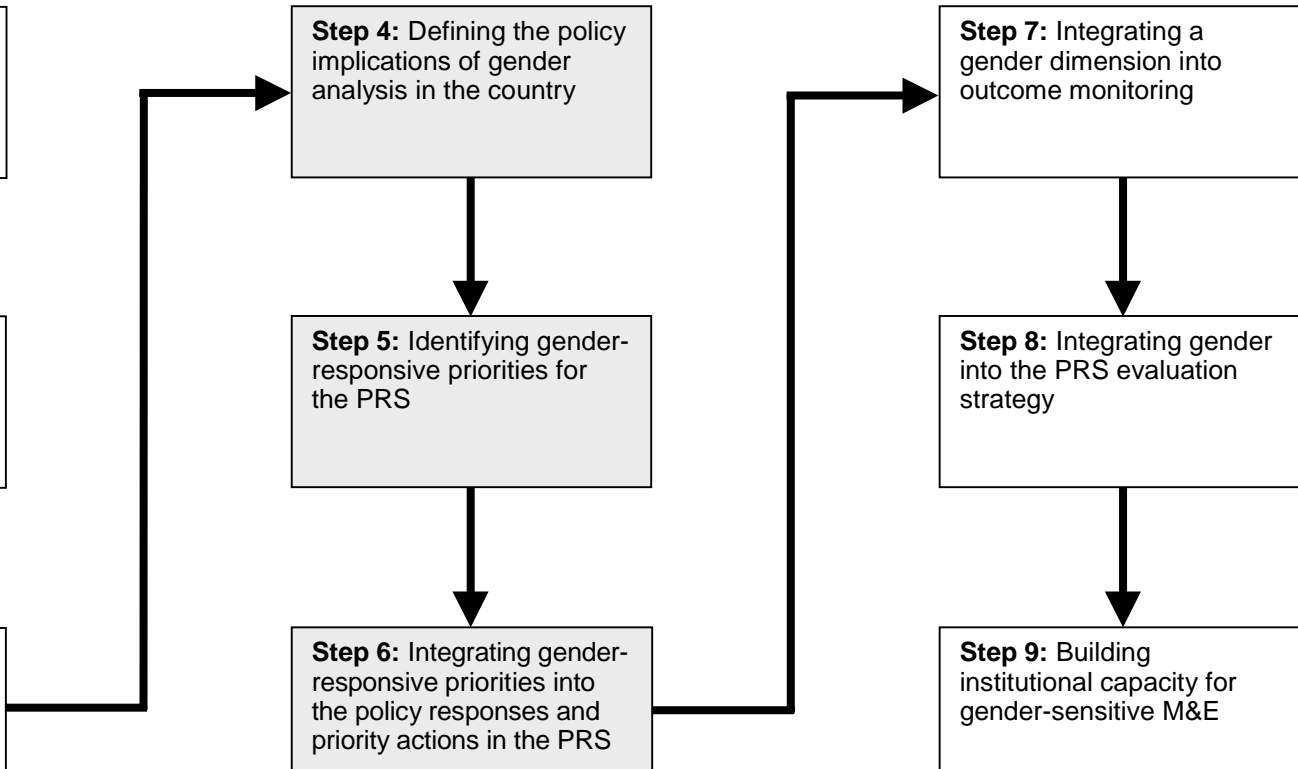 Step 4: Defining the policy
implications of gender
analysis in the country
Step 5: Identifying gender-
responsive priorities for
the PRS
Step 6: Integrating gender-
responsive priorities into
the policy responses and
priority actions in the PRS
Step 7: Integrating a
gender dimension into
outcome monitoring
Step 8: Integrating gender
into the PRS evaluation
strategy
Step 9: Building
institutional capacity for
gender-sensitive M&E